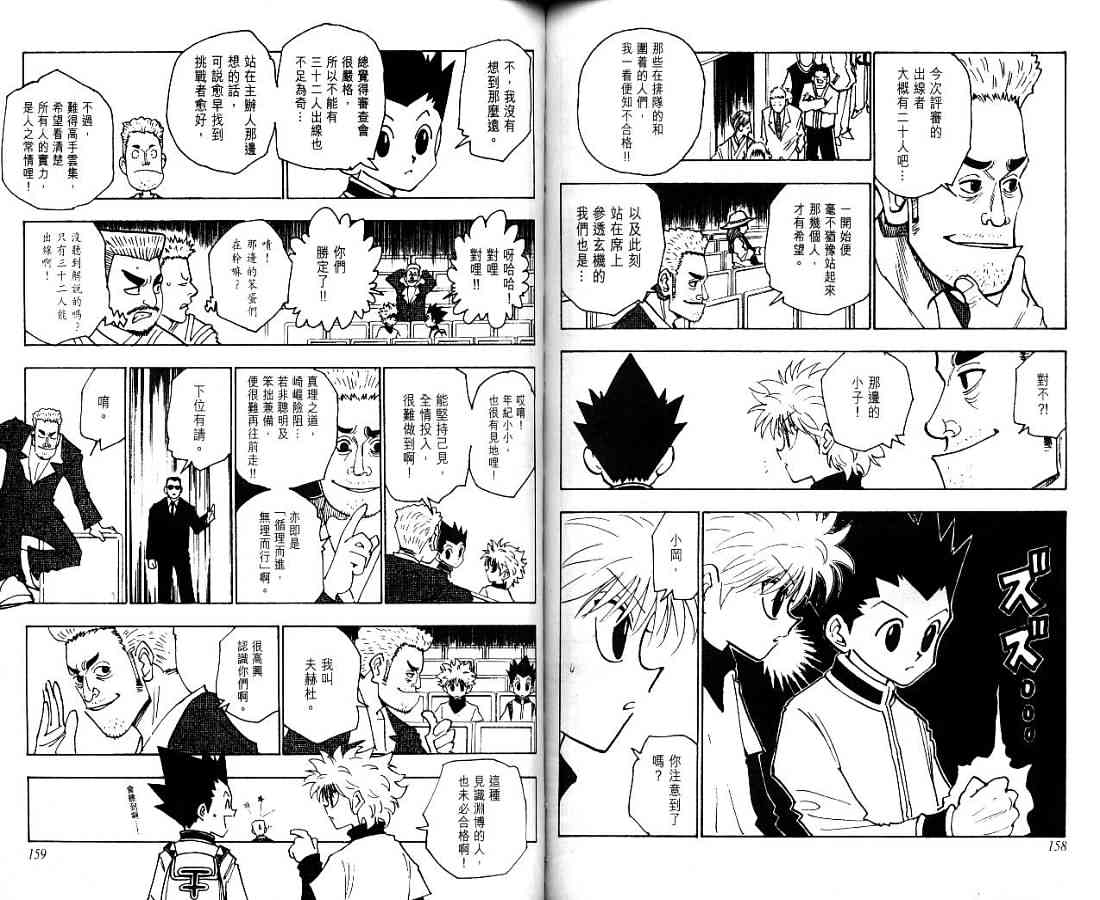 今次評審的
出線者
大概有二十人吧…
那些在排隊的和
圍着的人們，
我一看便知不合格!!
一開始便
毫不猶豫站起來
那幾個人，
才有希望。
以及此刻
站在席上
參透玄機的
我們也是…
對不?!
那邊的
小子！
ズズ…
小岡，
你注意到了
嗎？
158
不，我沒有
想到那麼遠。
總覺得審查會
很嚴格，
所以不能有
三十二人出線也
不足為奇…
站在主辦人那邊
想的話，
可說愈早找到
挑戰者愈好，
不過，
難得高手雲集，
希望看清楚
所有人的實力，
是人之常情哩！
呀哈哈！
對哩！
對哩！
你們
勝定了!!
嘖！
那邊的笨蛋們
在幹嘛？
沒聽到解說的嗎？
只有三十二人能
出線啊！
哎唷！
年紀小小，
也很有見地哩！
能堅持己見，
全情投入，
很難做到啊！
真理之道，
崎嶇險阻…
若非聰明及
笨拙兼備，
便很難再往前走!!
亦即是
「循理而進，
無理而行」啊。
下位有請。
唷。
我叫
夫赫杜。
很高興
認識你們啊。
這種
見識淵博的人，
也未必合格！
會聽到啊…
159